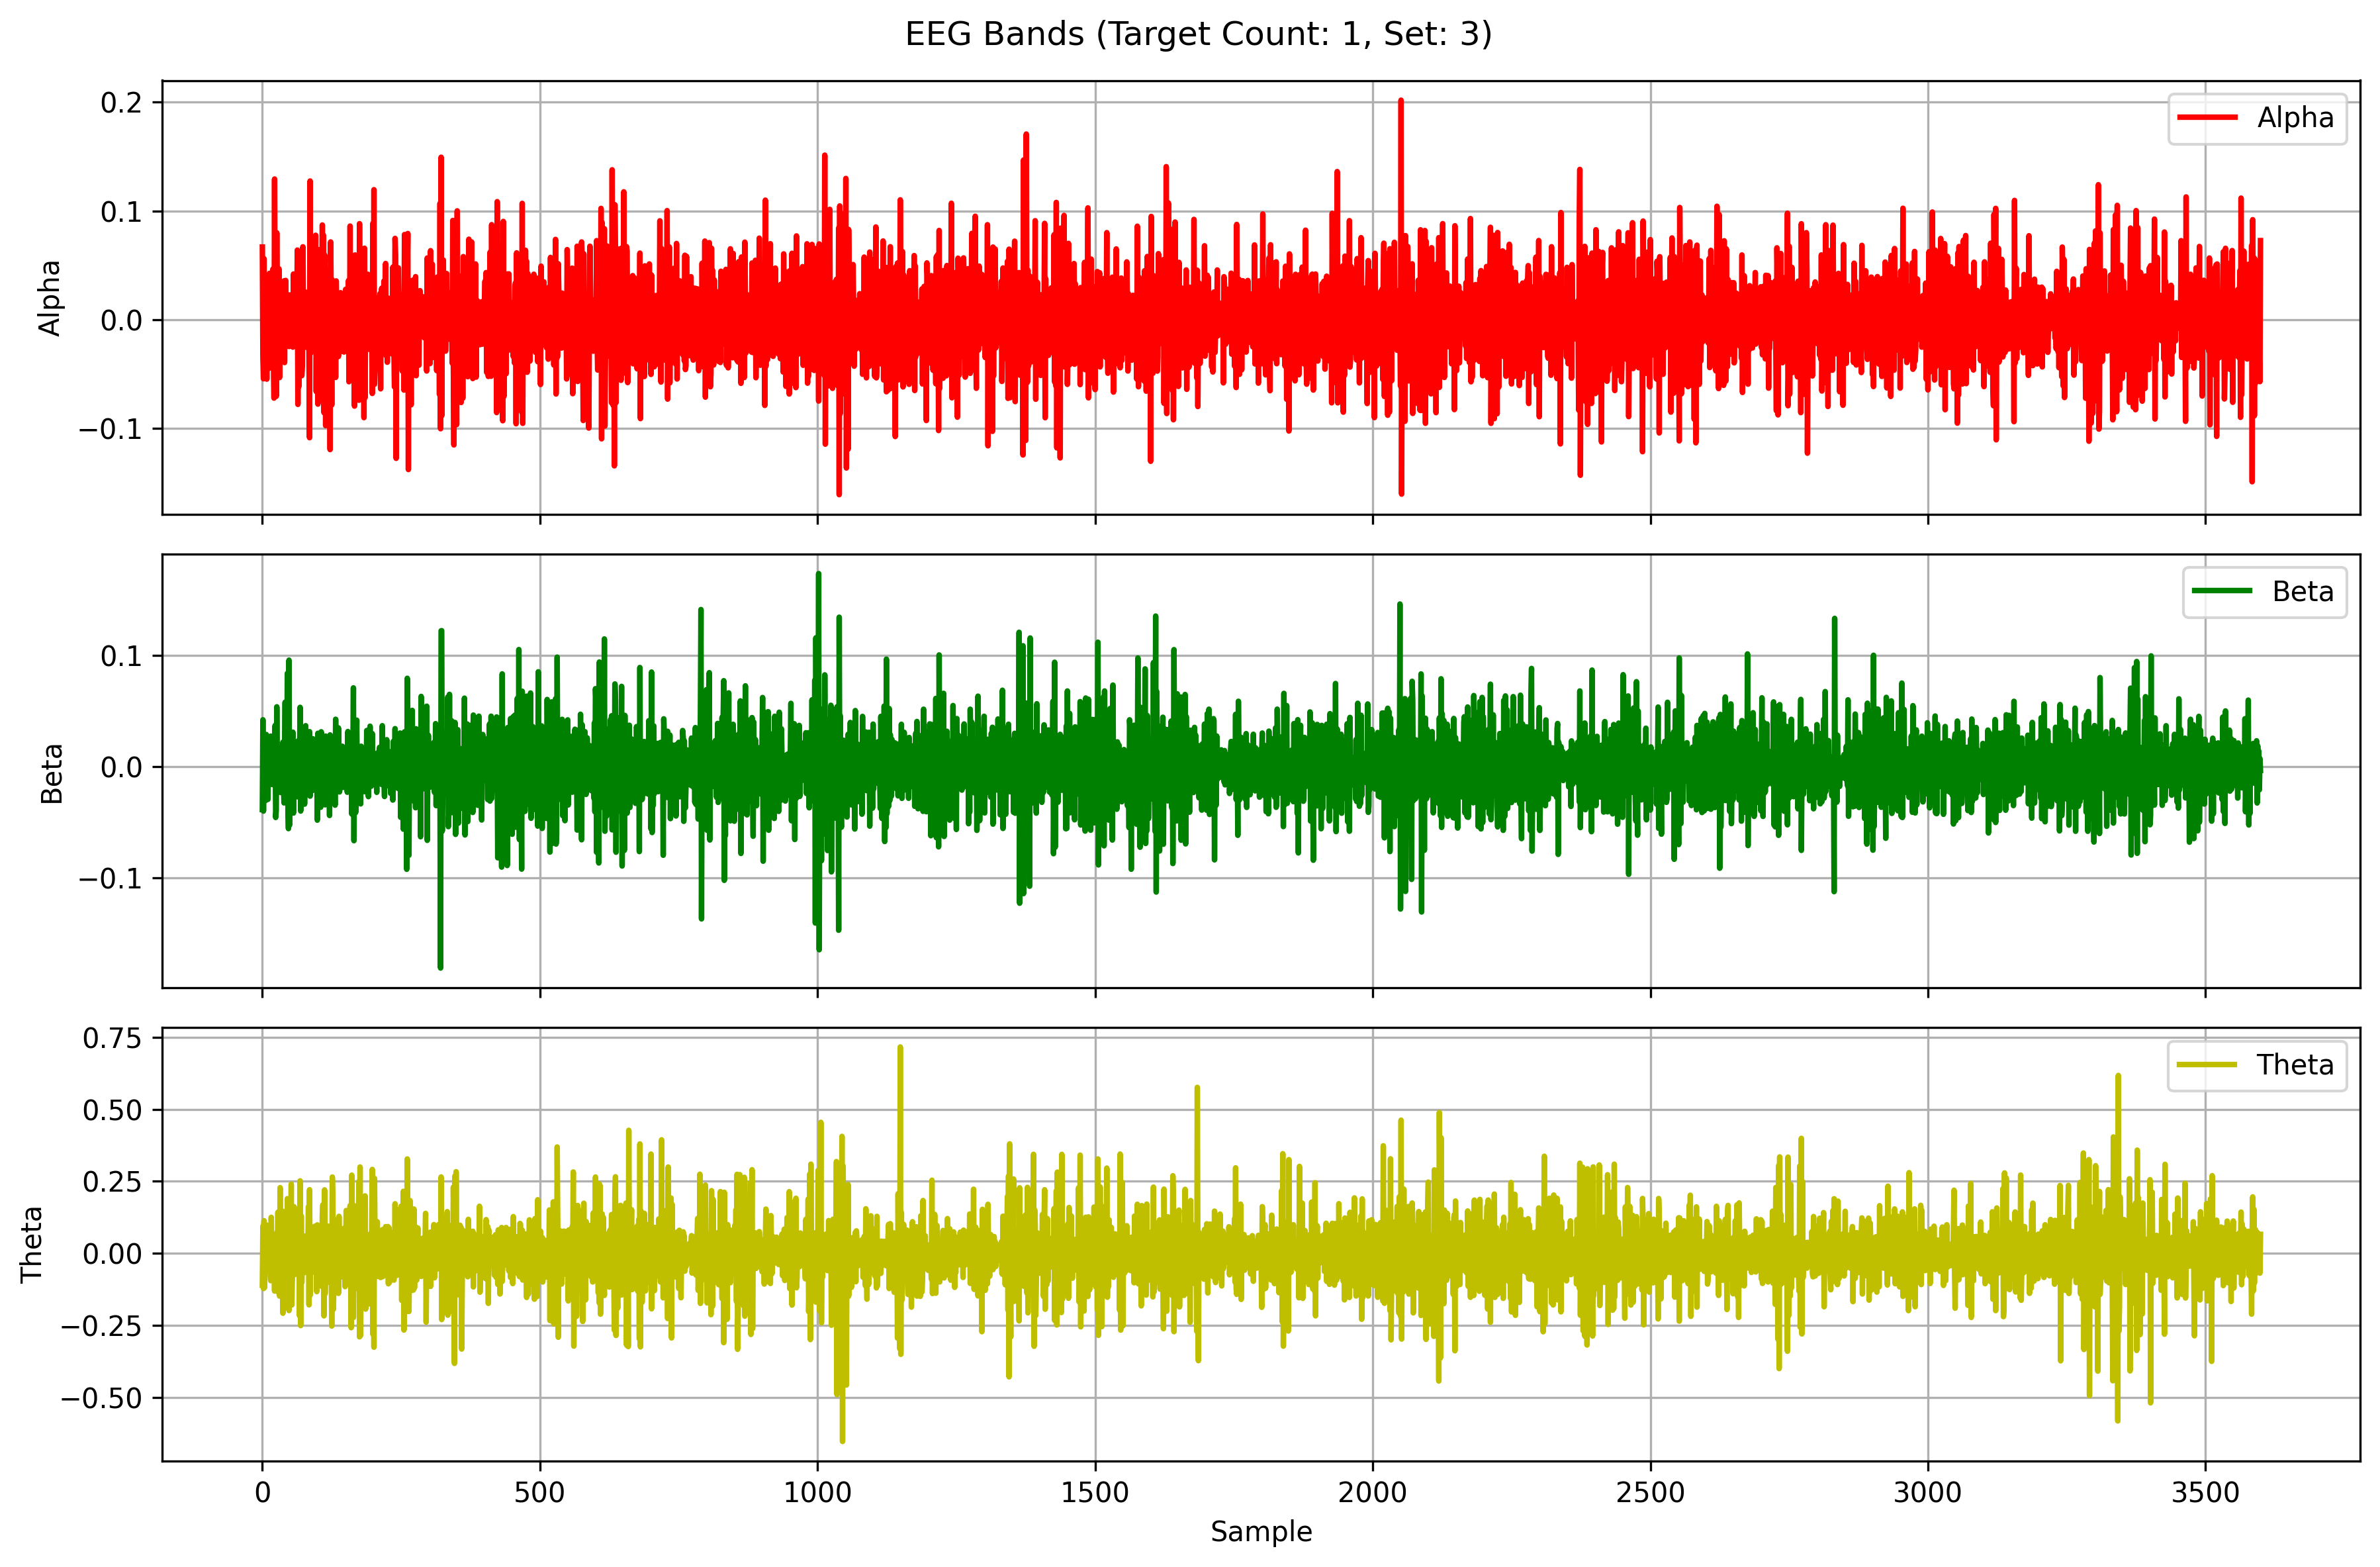 EEG Bands (Target Count: 1, Set: 3)
Alpha
0.2
0.1
0.0
−0.1
Alpha
Beta
0.1
0.0
−0.1
Beta
Theta
0.75
0.50
0.25
0.00
−0.25
−0.50
Theta
0 500 1000 1500 2000 2500 3000 3500
Sample